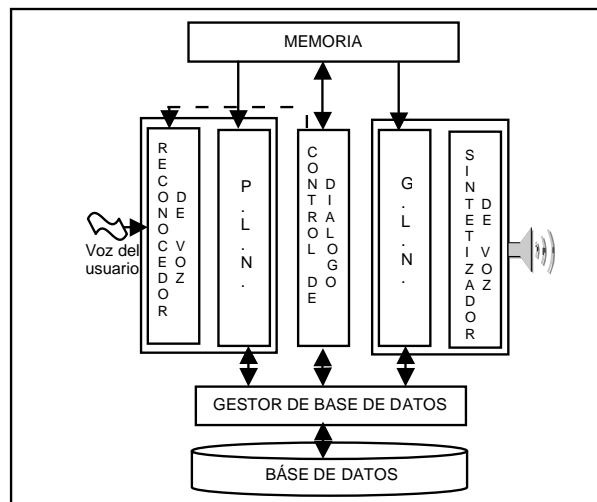 MEMORIA
RECONOCEDOR
DE VOZ
P.L.N.
CONTROL DE
DIALOGO
G.L.N.
SINTETIZADOR
DE VOZ
Voz del
usuario
GESTOR DE BASE DE DATOS
BÁSE DE DATOS